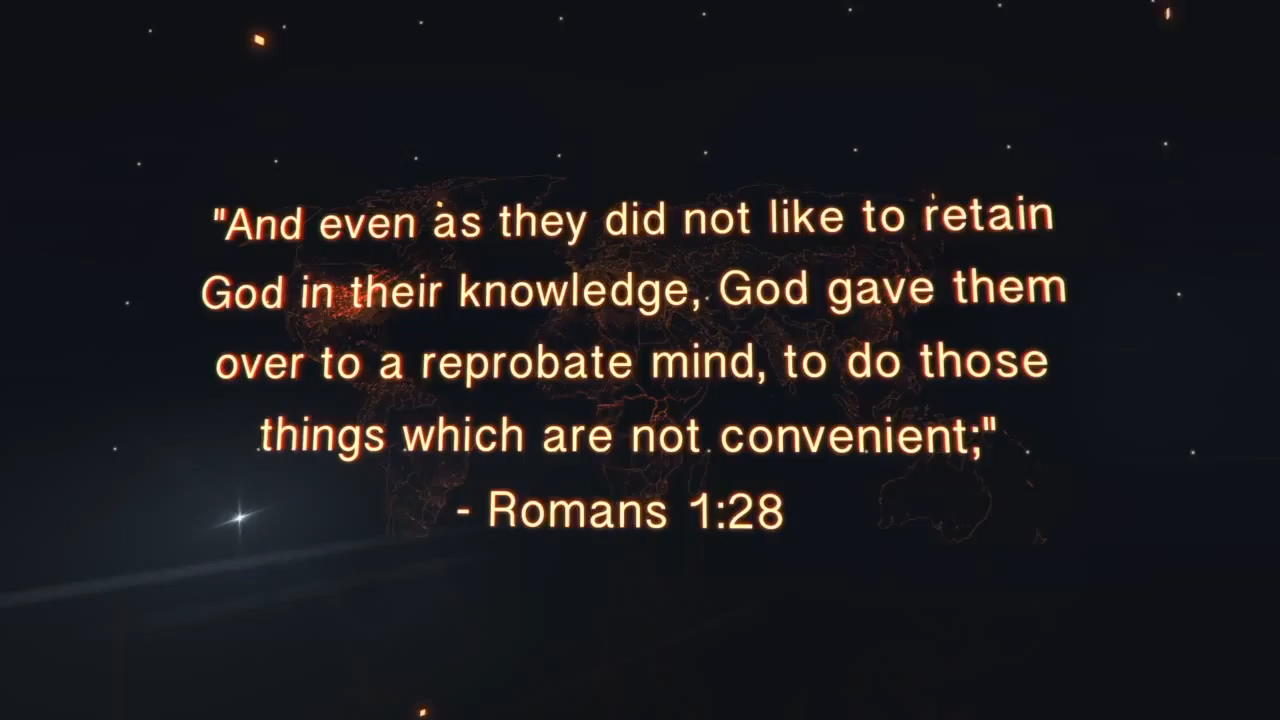 "And even as they did not like to retain
God in their knowledge, God gave them
over to a reprobate mind, to do those
things which are not convenient;"
- Romans 1:28